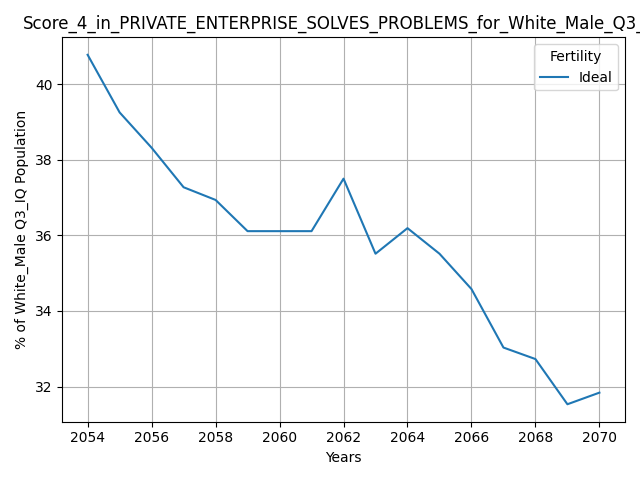 Score_4_in_PRIVATE_ENTERPRISE_SOLVES_PROBLEMS_for_White_Male_Q3_
Fertility
Ideal
% of White_Male Q3_IQ Population
40
38
36
34
32
2054 2056 2058 2060 2062 2064 2066 2068 2070
Years